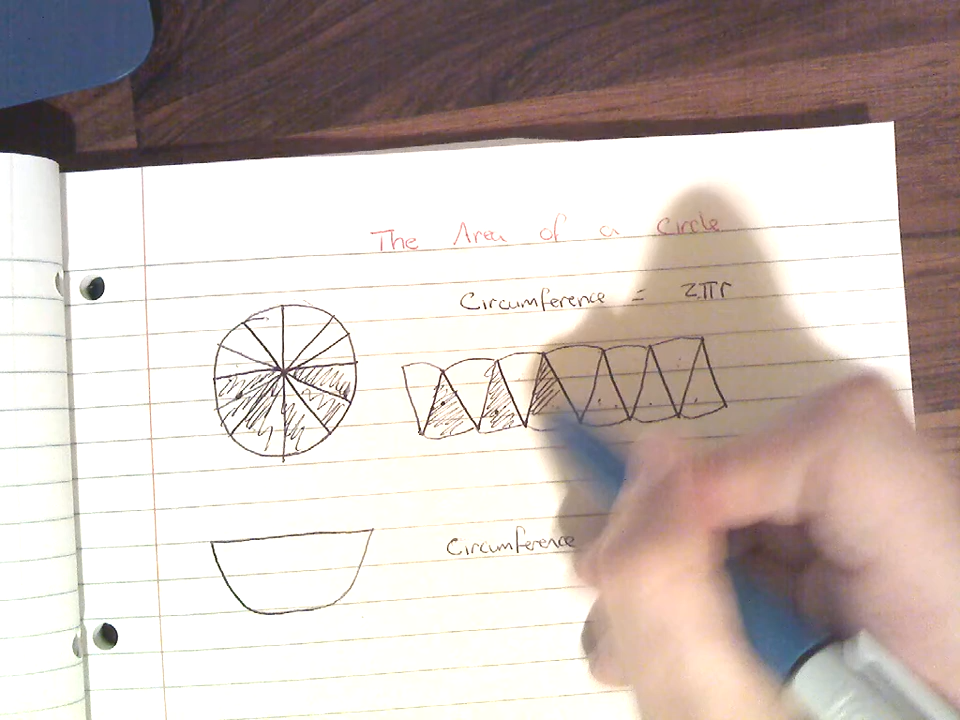 The Area of a Circle
Circumference = 2πr
Circumference